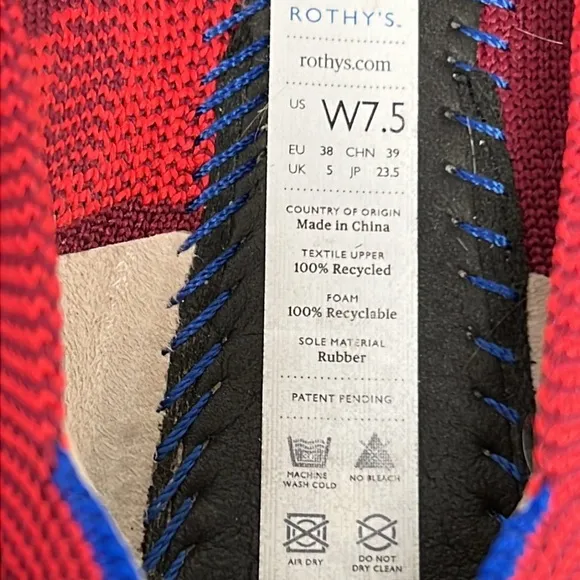 ROTHY'S™
rothys.com
US W7.5
EU 38 CHN 39
UK 5 JP 23.5
COUNTRY OF ORIGIN
Made in China
TEXTILE UPPER
100% Recycled
FOAM
100% Recyclable
SOLE MATERIAL
Rubber
PATENT PENDING
MACHINE WASH COLD NO BLEACH
AIR DRY DO NOT DRY CLEAN